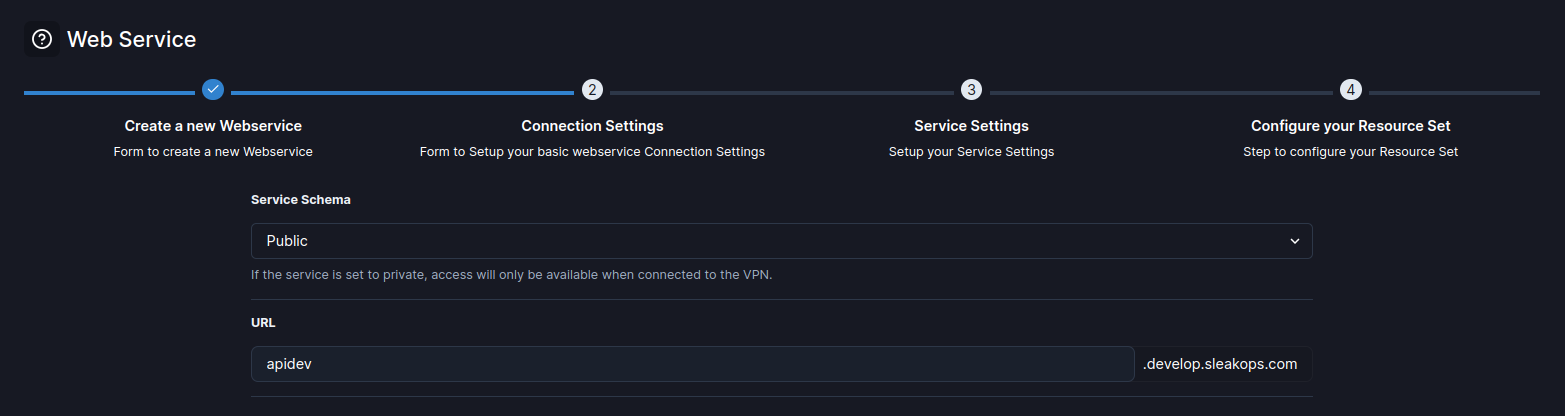 Web Service
2 3 4
Create a new Webservice Connection Settings Service Settings Configure your Resource Set
Form to create a new Webservice Form to Setup your basic webservice Connection Settings Setup your Service Settings Step to configure your Resource Set
Service Schema
Public
If the service is set to private, access will only be available when connected to the VPN.
URL
apidev .develop.sleakops.com